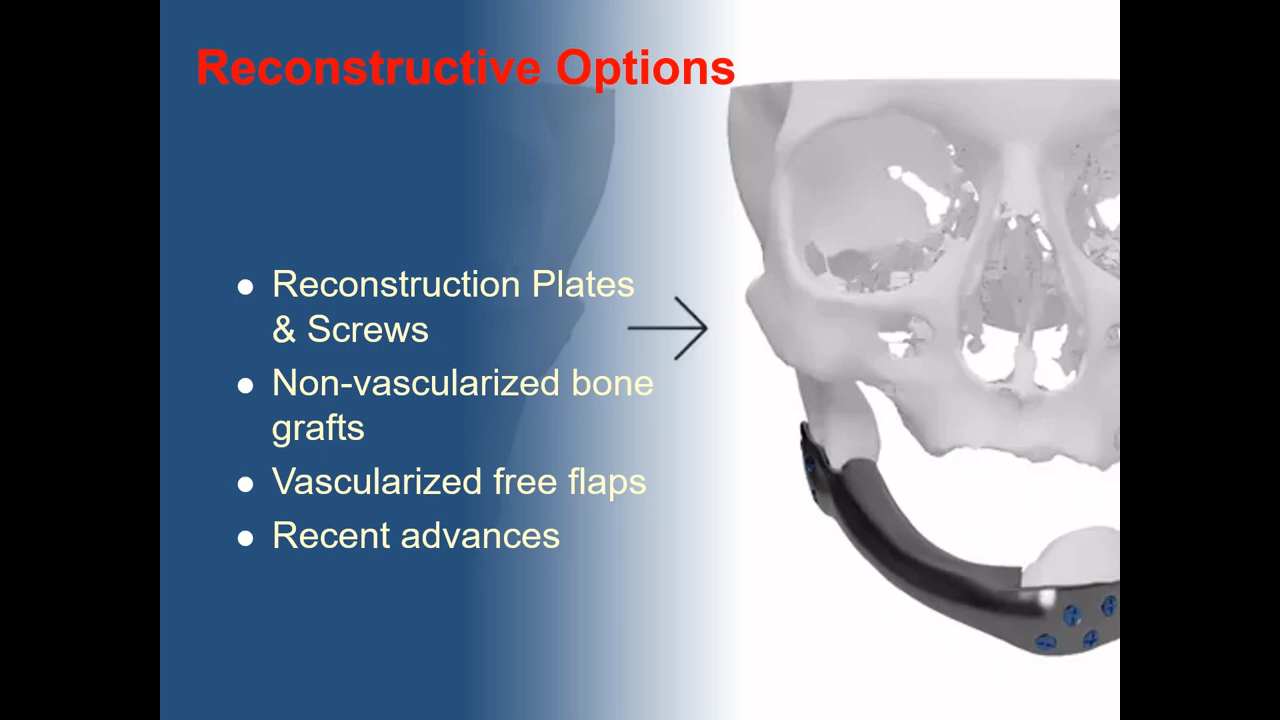 Reconstructive Options
• Reconstruction Plates
& Screws
• Non-vascularized bone
grafts
• Vascularized free flaps
• Recent advances